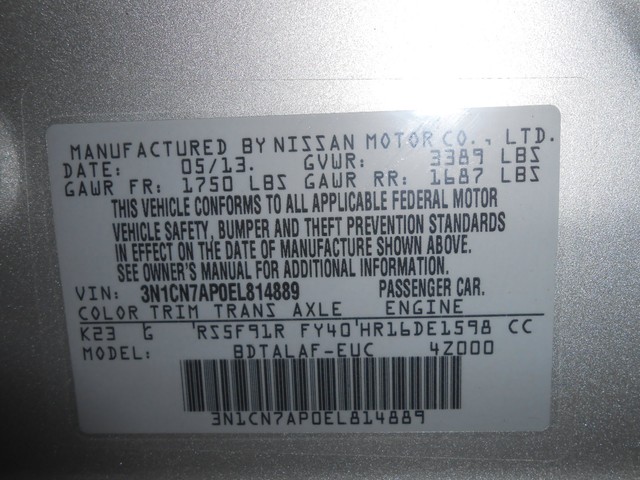 MANUFACTURED BY NISSAN MOTOR CO., LTD.
DATE: 05/13. GVWR: 3389 LBS
GAWR FR: 1750 LBS GAWR RR: 1687 LBS
THIS VEHICLE CONFORMS TO ALL APPLICABLE FEDERAL MOTOR
VEHICLE SAFETY, BUMPER AND THEFT PREVENTION STANDARDS
IN EFFECT ON THE DATE OF MANUFACTURE SHOWN ABOVE.
SEE OWNER'S MANUAL FOR ADDITIONAL INFORMATION.
VIN: 3N1CN7AP0EL814889 PASSENGER CAR.
COLOR TRIM TRANS AXLE ENGINE
K23 G 'RS5F91R FY40'HR16DE1598 CC
MODEL: BDTALAF-EUC 4Z000
3N1CN7AP0EL814889